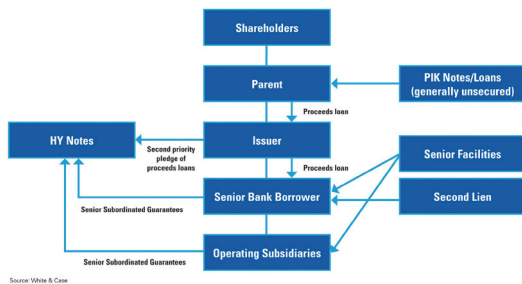 Shareholders
Parent
PIK Notes/Loans
(generally unsecured)
Proceeds loan
HY Notes
Second priority
pledge of
proceeds loans
Issuer
Senior Facilities
Proceeds loan
Senior Subordinated Guarantees
Senior Bank Borrower
Second Lien
Senior Subordinated Guarantees
Operating Subsidiaries
Source: White & Case